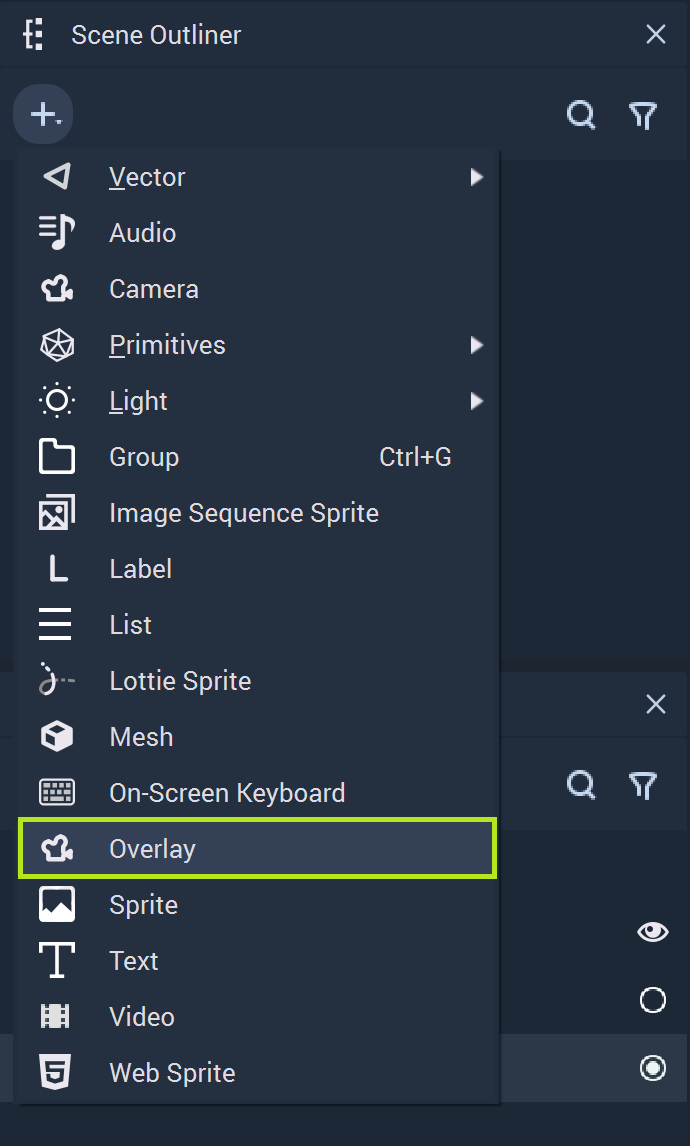 Scene Outliner
Vector
Audio
Camera
Primitives
Light
Group Ctrl+G
Image Sequence Sprite
Label
List
Lottie Sprite
Mesh
On-Screen Keyboard
Overlay
Sprite
Text
Video
Web Sprite